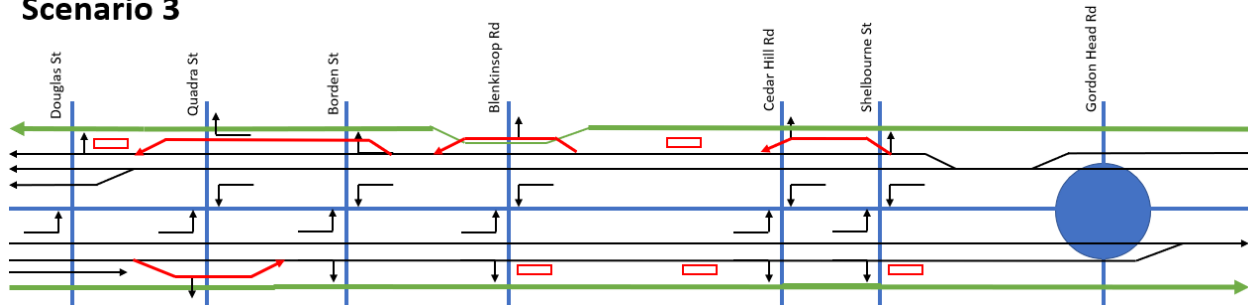 Scenario 3
Douglas St
Quadra St
Borden St
Blenkinsop Rd
Cedar Hill Rd
Shelbourne St
Gordon Head Rd